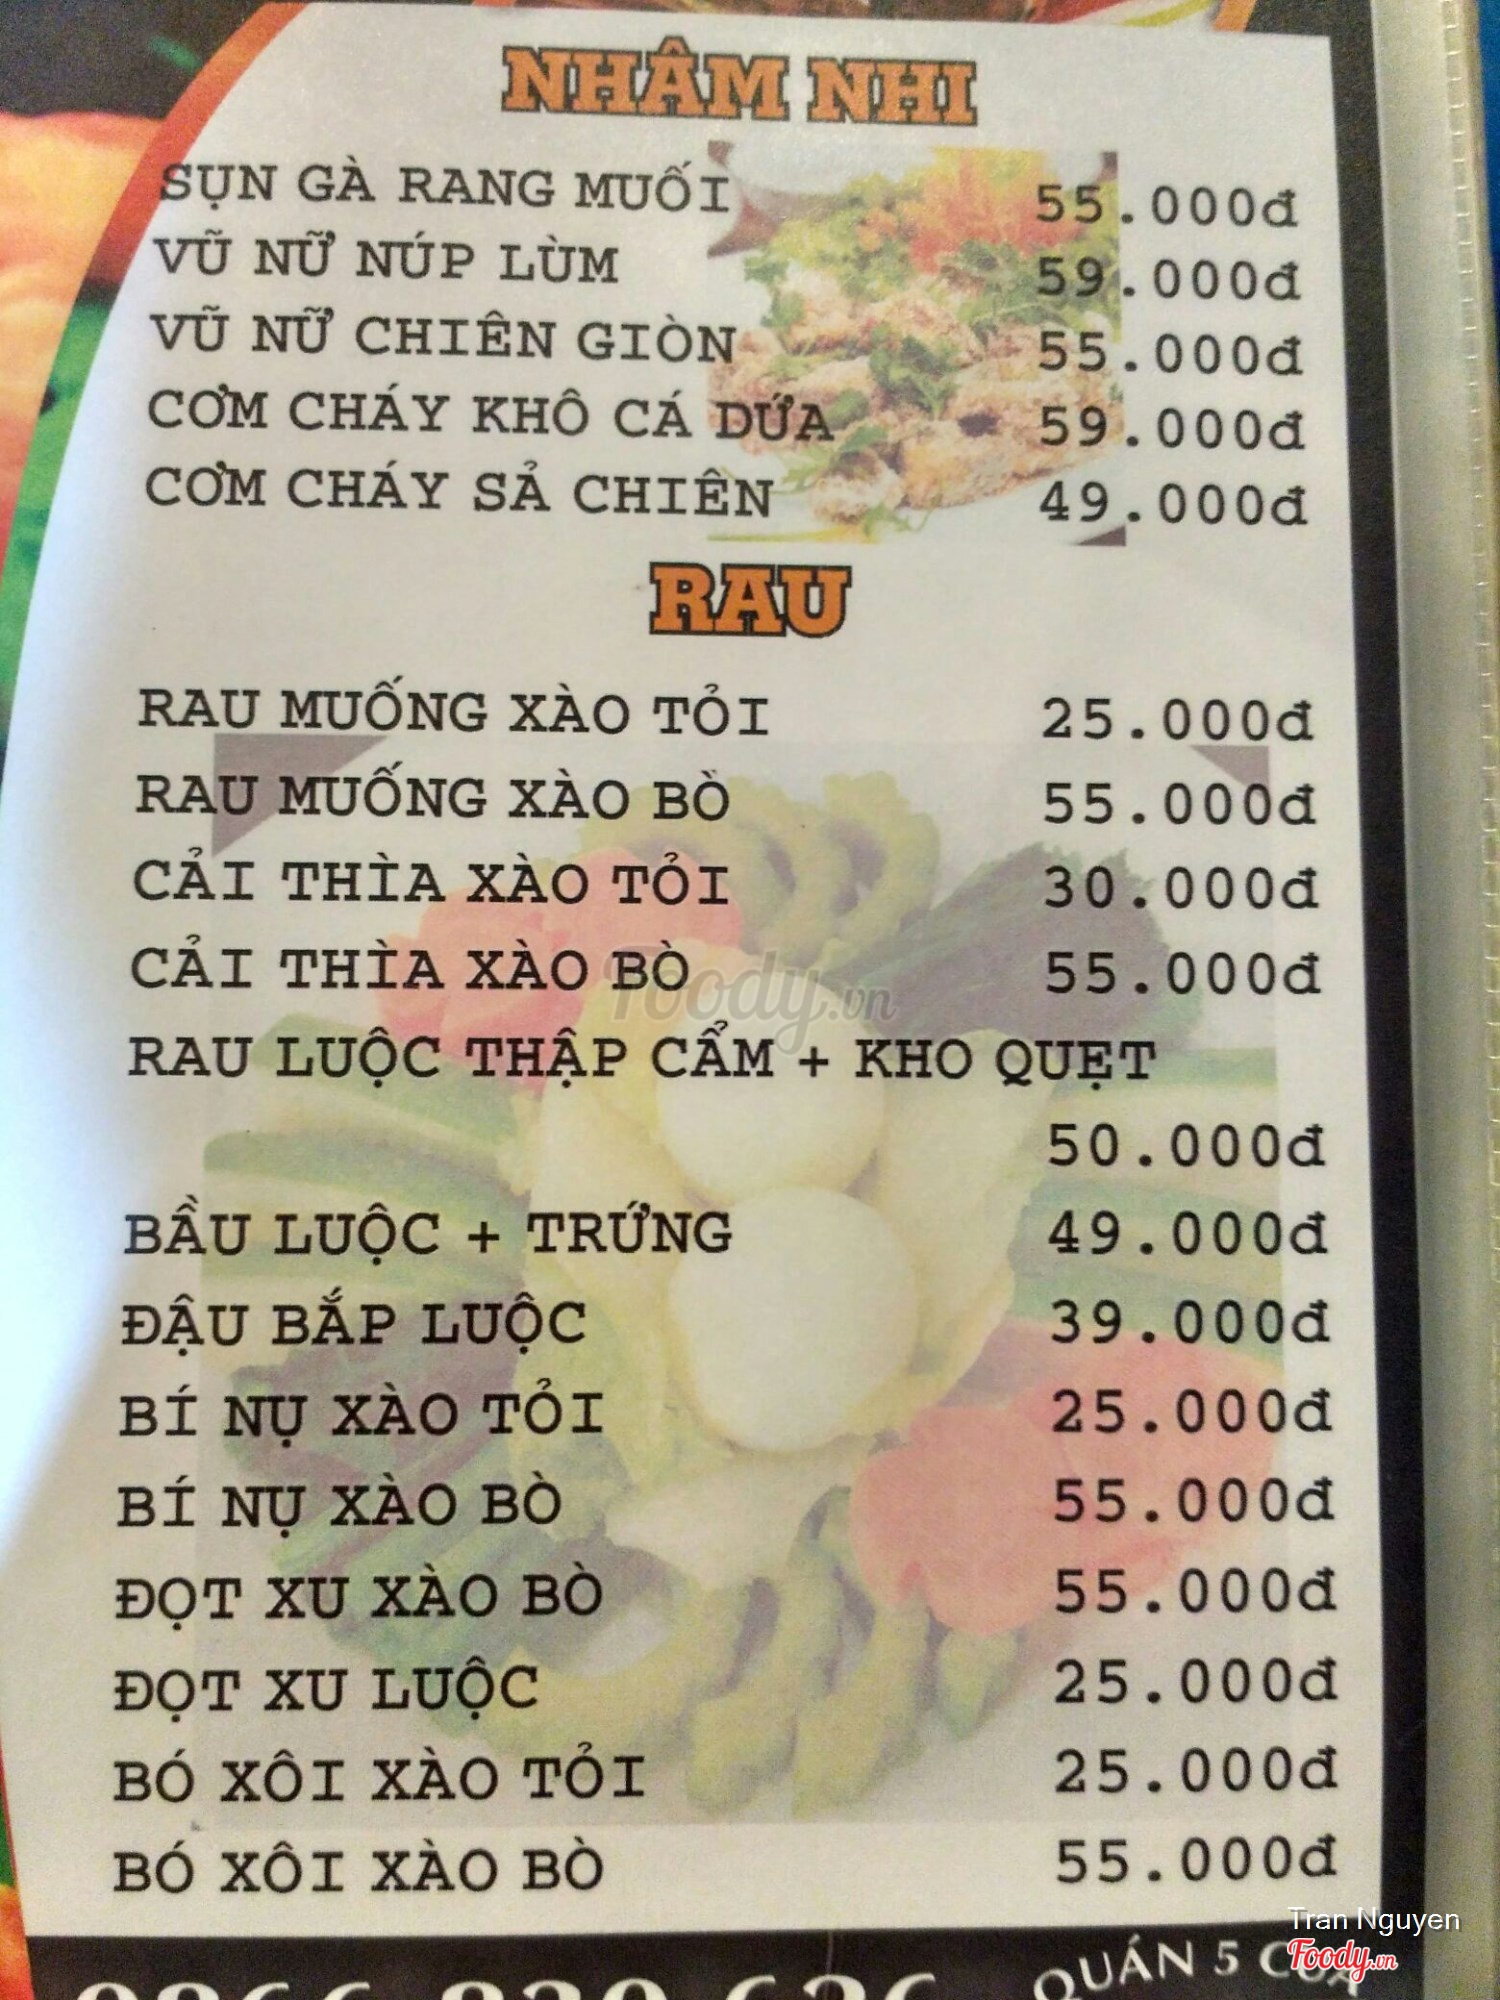 NHÂM NHI
SỤN GÀ RANG MUỐI 55.000đ
VŨ NỮ NÚP LÙM 59.000đ
VŨ NỮ CHIÊN GIÒN 55.000đ
CƠM CHÁY KHÔ CÁ DỨA 59.000đ
CƠM CHÁY SẢ CHIÊN 49.000đ
RAU
RAU MUỐNG XÀO TỎI 25.000đ
RAU MUỐNG XÀO BÒ 55.000đ
CẢI THÌA XÀO TỎI 30.000đ
CẢI THÌA XÀO BÒ 55.000đ
foody.vn
RAU LUỘC THẬP CẨM + KHO QUẸT
50.000đ
BẦU LUỘC + TRỨNG 49.000đ
ĐẬU BẮP LUỘC 39.000đ
BÍ NỤ XÀO TỎI 25.000đ
BÍ NỤ XÀO BÒ 55.000đ
ĐỌT XU XÀO BÒ 55.000đ
ĐỌT XU LUỘC 25.000đ
BÓ XÔI XÀO TỎI 25.000đ
BÓ XÔI XÀO BÒ 55.000đ
Tran Nguyen
Foody.vn
QUÁN 5